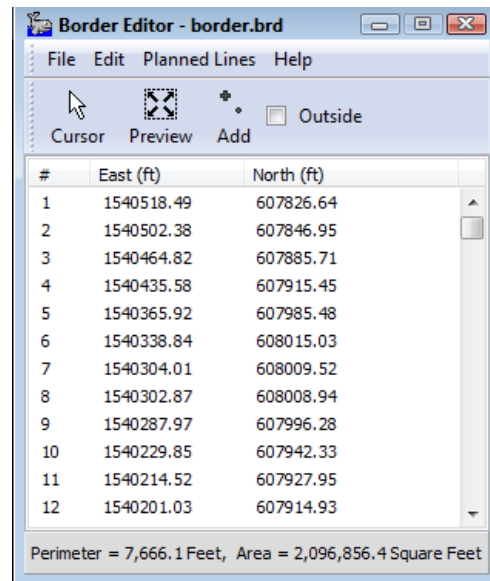 Border Editor - border.brd
File Edit Planned Lines Help
Cursor Preview Add Outside
# East (ft) North (ft)
1 1540518.49 607826.64
2 1540502.38 607846.95
3 1540464.82 607885.71
4 1540435.58 607915.45
5 1540365.92 607985.48
6 1540338.84 608015.03
7 1540304.01 608009.52
8 1540302.87 608008.94
9 1540287.97 607996.28
10 1540229.85 607942.33
11 1540214.52 607927.95
12 1540201.03 607914.93
Perimeter = 7,666.1 Feet, Area = 2,096,856.4 Square Feet